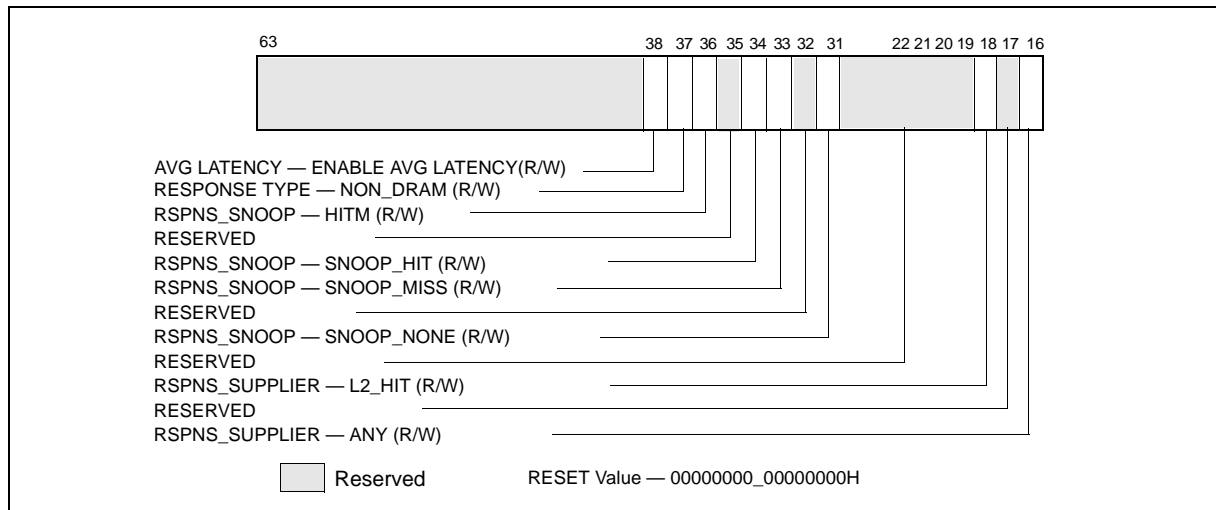 63 38 37 36 35 34 33 32 31 22 21 20 19 18 17 16
AVG LATENCY — ENABLE AVG LATENCY(R/W)
RESPONSE TYPE — NON_DRAM (R/W)
RSPNS_SNOOP — HITM (R/W)
RESERVED
RSPNS_SNOOP — SNOOP_HIT (R/W)
RSPNS_SNOOP — SNOOP_MISS (R/W)
RESERVED
RSPNS_SNOOP — SNOOP_NONE (R/W)
RESERVED
RSPNS_SUPPLIER — L2_HIT (R/W)
RESERVED
RSPNS_SUPPLIER — ANY (R/W)
Reserved RESET Value — 00000000_00000000H